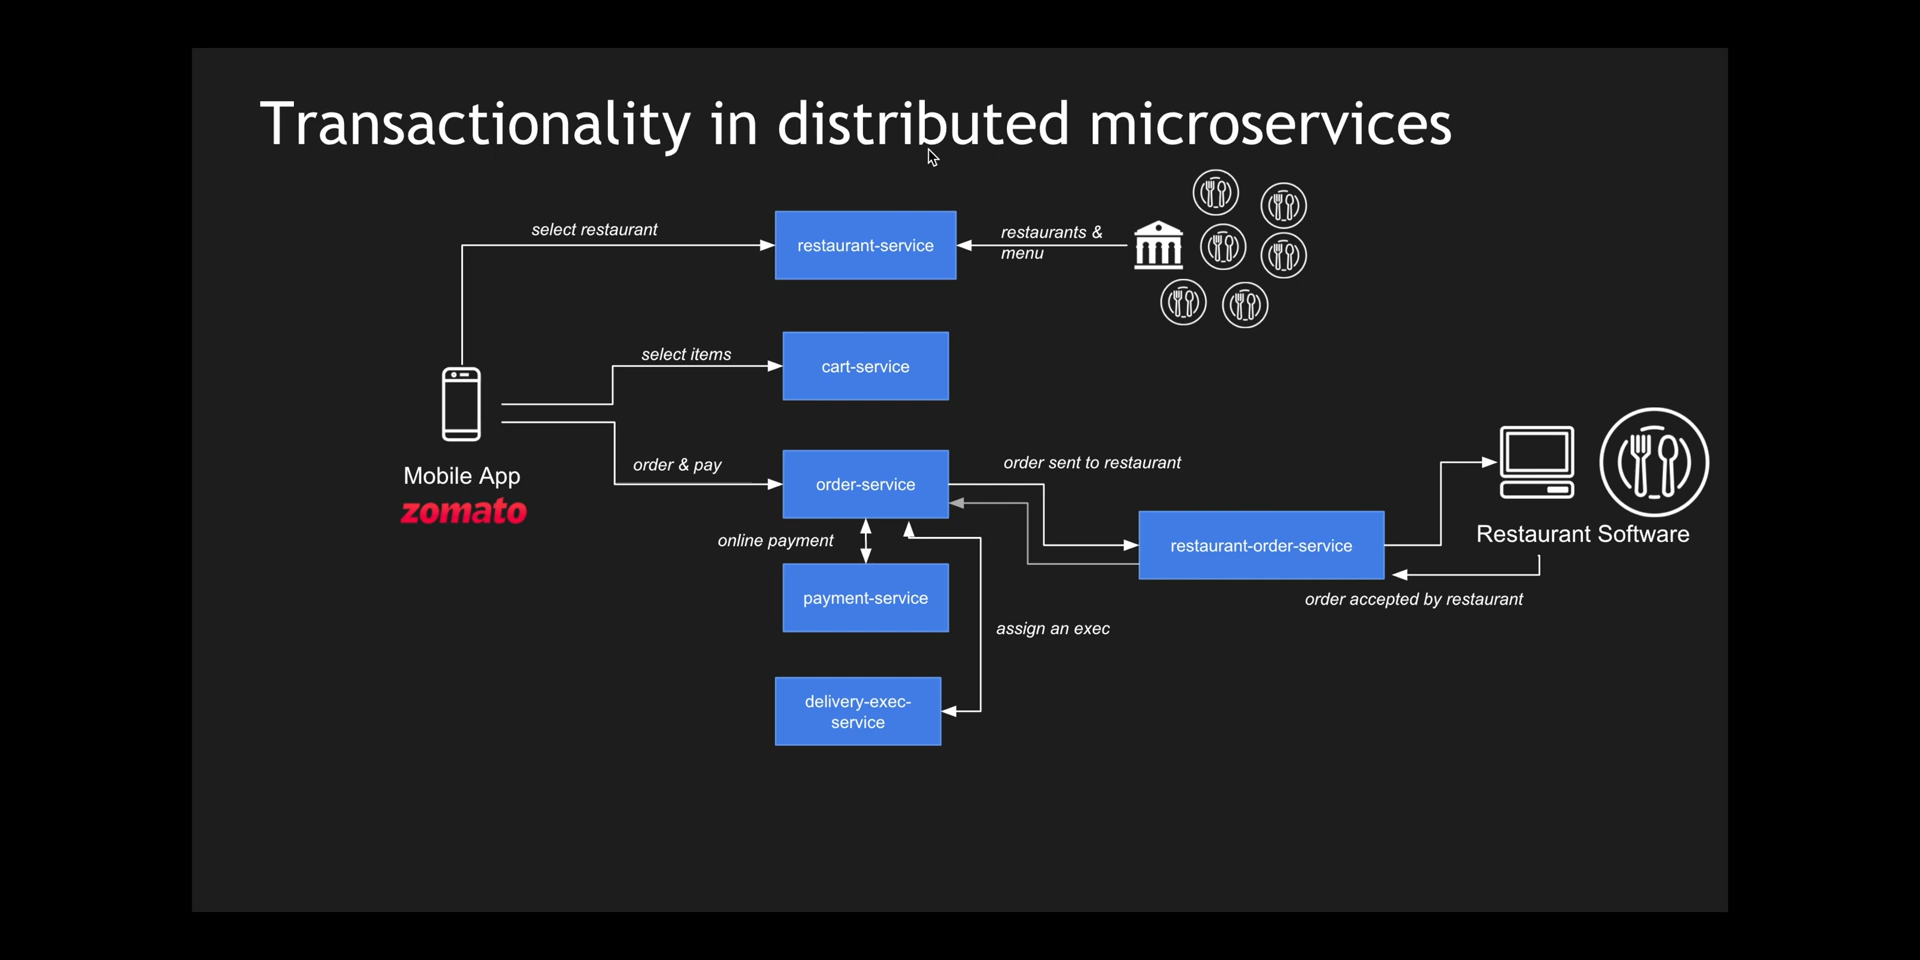 Transactionality in distributed microservices
select restaurant
restaurant-service
restaurants &
menu
select items
cart-service
Mobile App
zomato
order & pay
order-service
order sent to restaurant
online payment
payment-service
restaurant-order-service
Restaurant Software
order accepted by restaurant
assign an exec
delivery-exec-
service